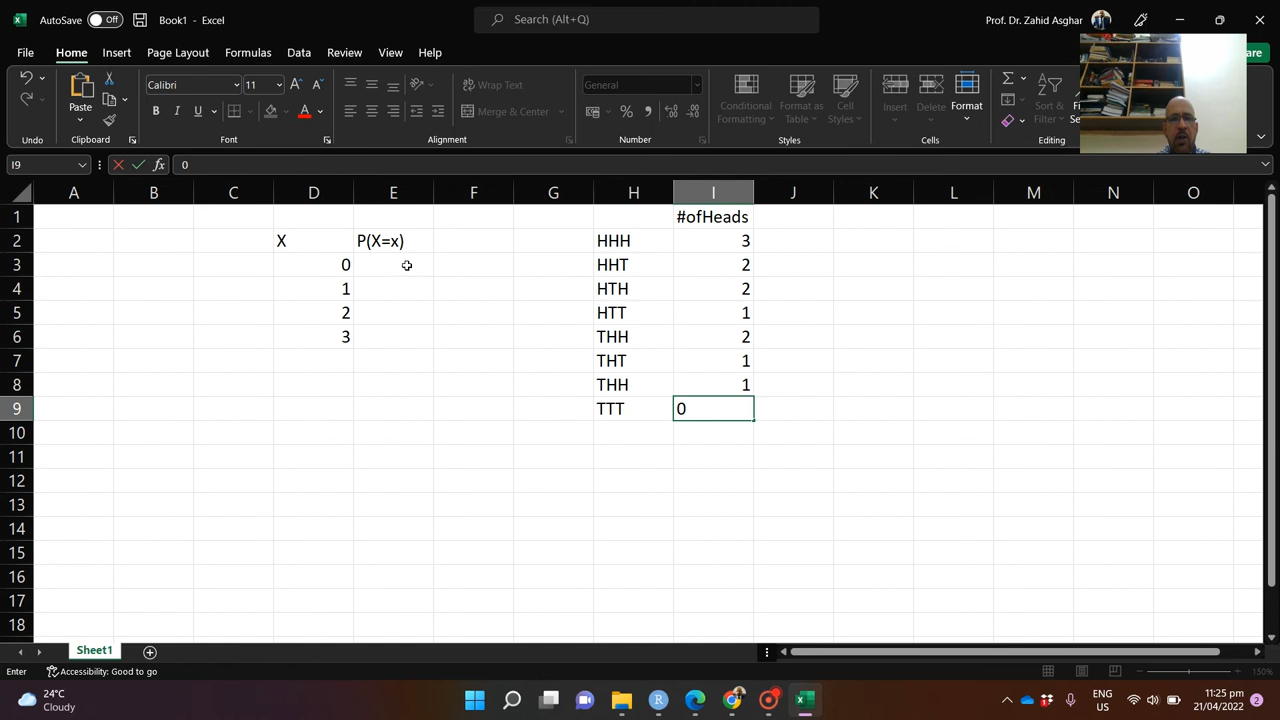 AutoSave Off Book1 - Excel Search (Alt+Q) Prof. Dr. Zahid Asghar
File Home Insert Page Layout Formulas Data Review View Help
Paste Calibri 11 Wrap Text General Conditional Formatting Format as Table Cell Styles Insert Delete Format Sort & Filter
Merge & Center
Undo Clipboard Font Alignment Number Styles Cells Editing
I9 fx 0
A B C D E F G H I J K L M N O
1 #ofHeads
2 X P(X=x) HHH 3
3 0 HHT 2
4 1 HTH 2
5 2 HTT 1
6 3 THH 2
7 THT 1
8 THH 1
9 TTT 0
10
11
12
13
14
15
16
17
18
Sheet1
Enter Accessibility: Good to go 150%
24°C
Cloudy
ENG
US
11:25 pm
21/04/2022
2